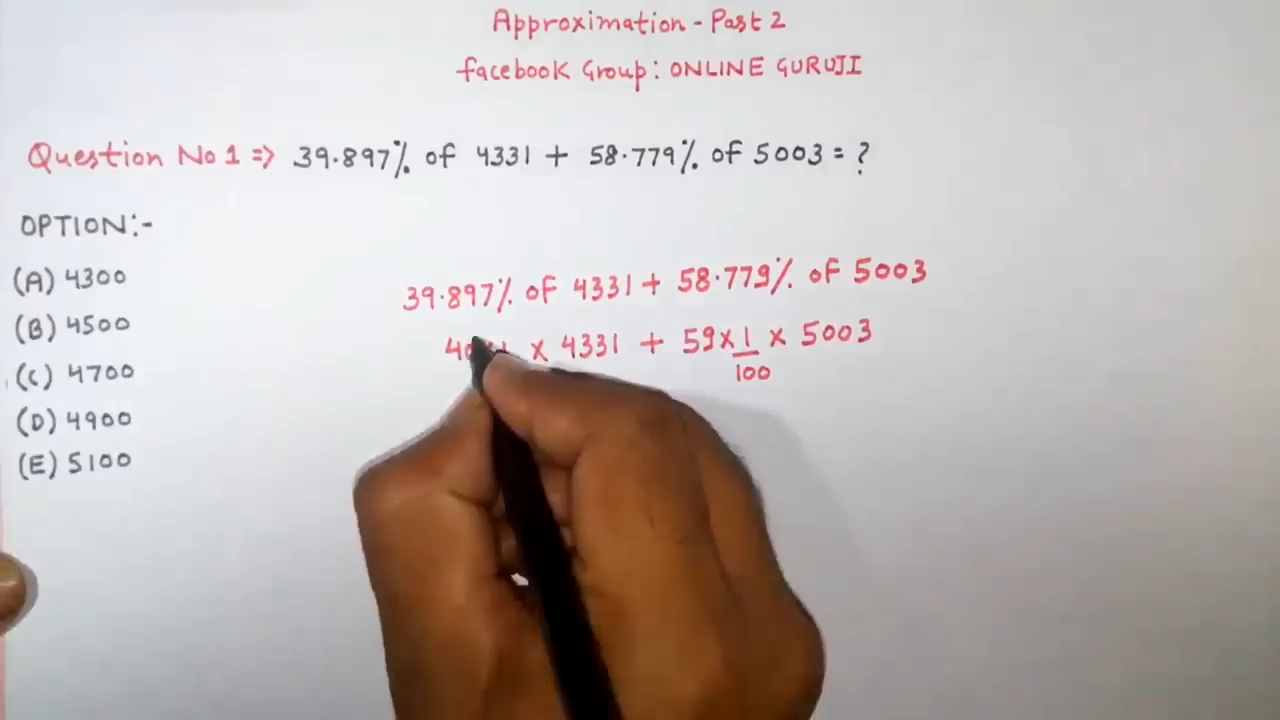 Approximation - Part 2
facebook Group: ONLINE GURUJI
Question No 1 => 39.897% of 4331 + 58.779% of 5003 = ?
OPTION:-
(A) 4300
(B) 4500
(C) 4700
(D) 4900
(E) 5100
39.897% of 4331 + 58.779% of 5003
× 4331 + 59 × 1 × 5003
100